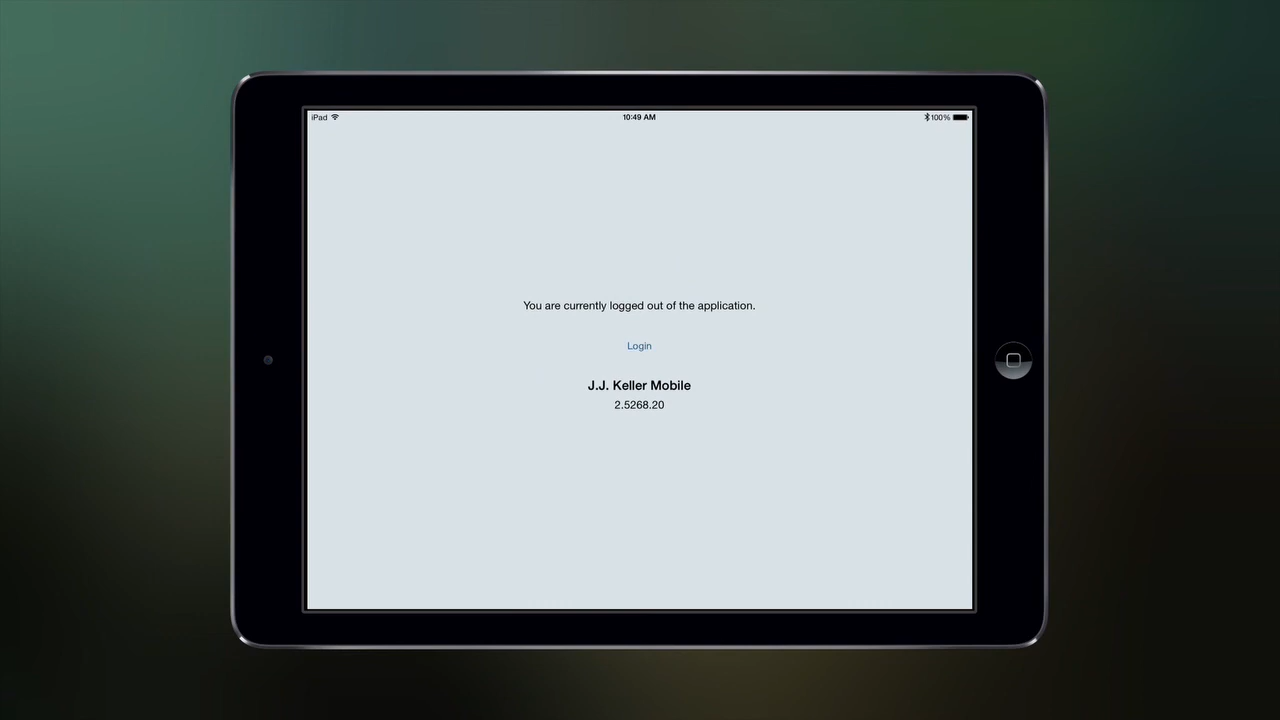 iPad 10:49 AM 100%
You are currently logged out of the application.
Login
J.J. Keller Mobile
2.5268.20